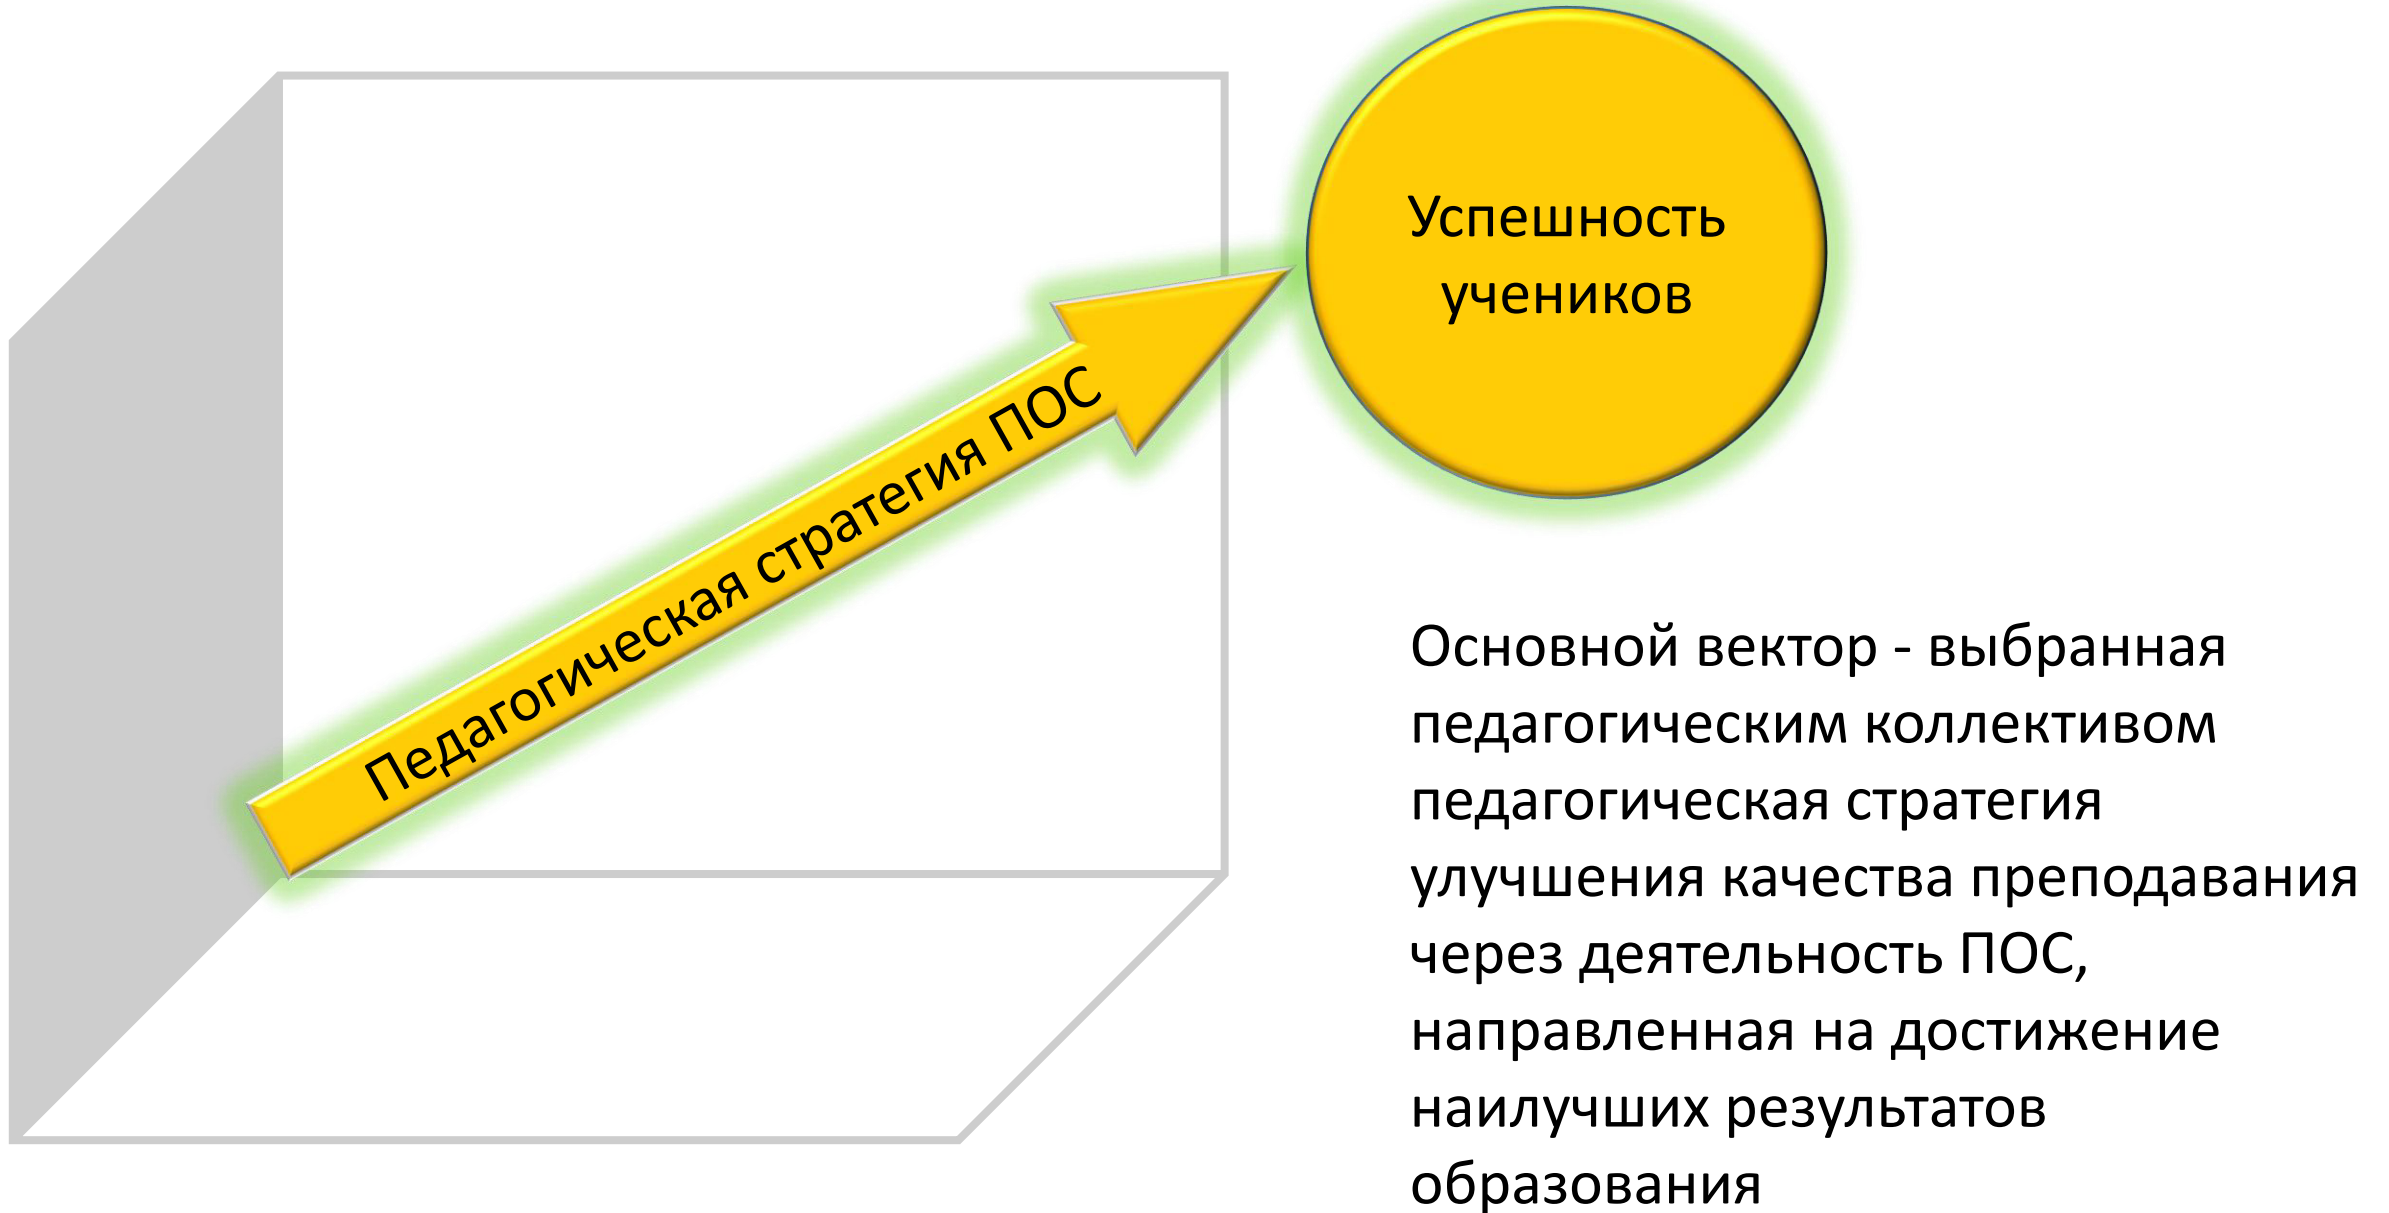 Успешность
учеников
Педагогическая стратегия ПОС
Основной вектор - выбранная
педагогическим коллективом
педагогическая стратегия
улучшения качества преподавания
через деятельность ПОС,
направленная на достижение
наилучших результатов
образования